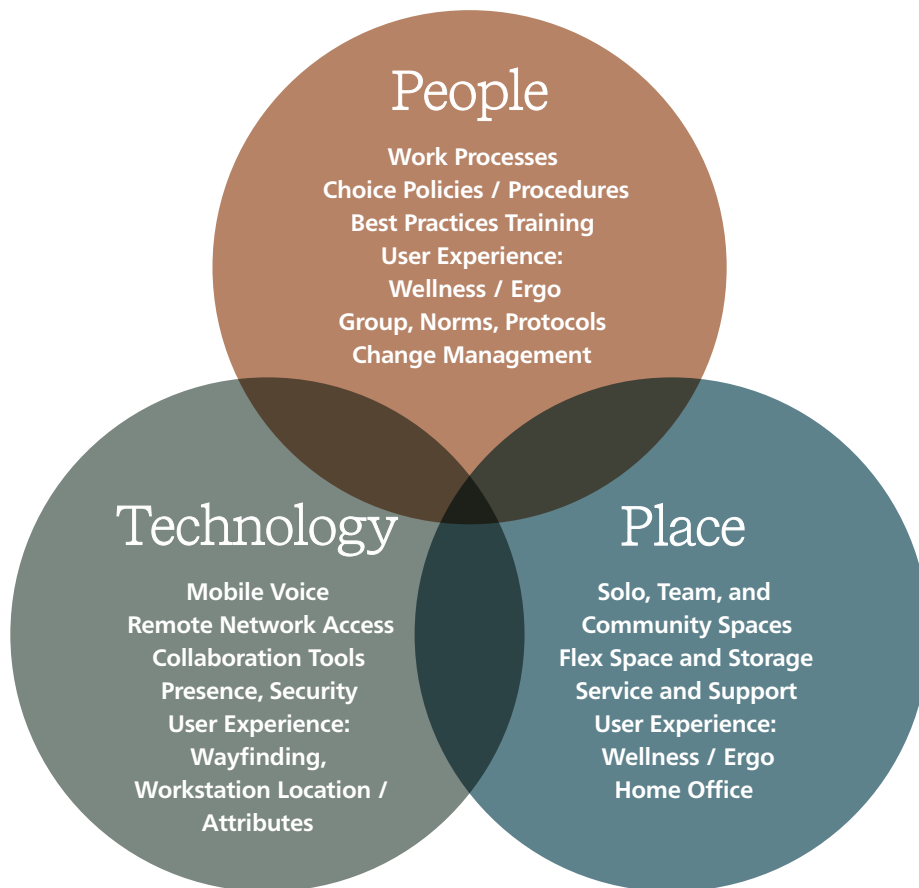 People
Work Processes
Choice Policies / Procedures
Best Practices Training
User Experience:
Wellness / Ergo
Group, Norms, Protocols
Change Management
Technology
Mobile Voice
Remote Network Access
Collaboration Tools
Presence, Security
User Experience:
Wayfinding,
Workstation Location /
Attributes
Place
Solo, Team, and
Community Spaces
Flex Space and Storage
Service and Support
User Experience:
Wellness / Ergo
Home Office